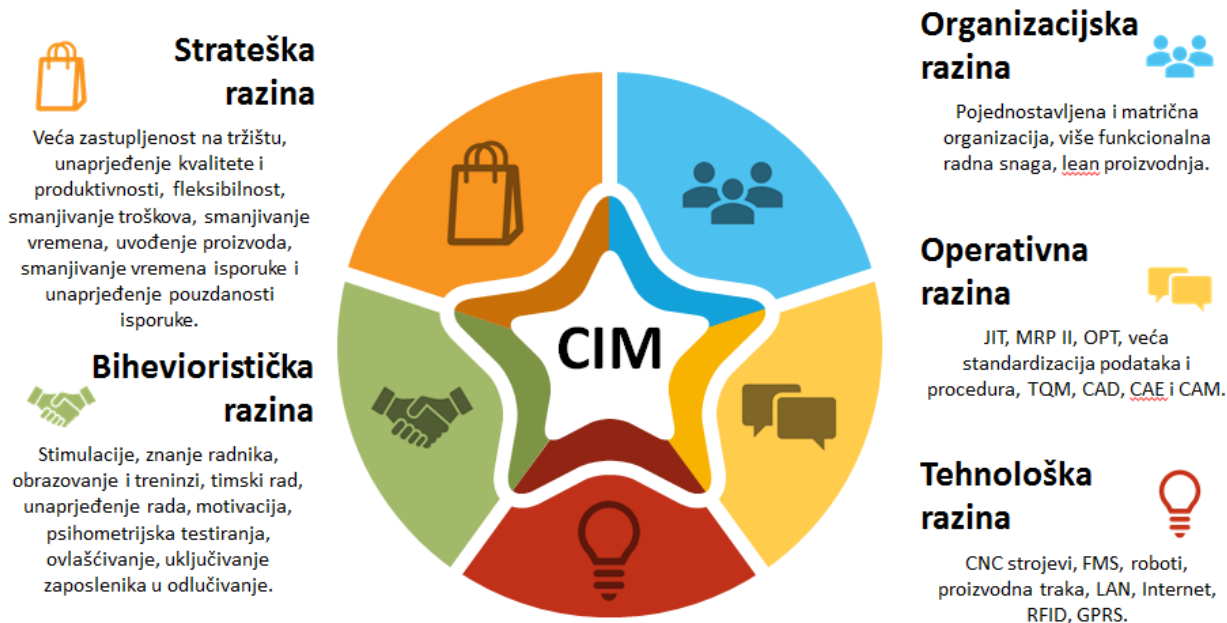 Strateška
razina
Veća zastupljenost na tržištu,
unaprjeđenje kvalitete i
produktivnosti, fleksibilnost,
smanjivanje troškova, smanjivanje
vremena, uvođenje proizvoda,
smanjivanje vremena isporuke i
unaprjeđenje pouzdanosti
isporuke.
Bihevioristička
razina
Stimulacije, znanje radnika,
obrazovanje i treninzi, timski rad,
unaprjeđenje rada, motivacija,
psihometrijska testiranja,
ovlašćivanje, uključivanje
zaposlenika u odlučivanje.
CIM
Organizacijska
razina
Pojednostavljena i matrična
organizacija, više funkcionalna
radna snaga, lean proizvodnja.
Operativna
razina
JIT, MRP II, OPT, veća
standardizacija podataka i
procedura, TQM, CAD, CAE i CAM.
Tehnološka
razina
CNC strojevi, FMS, roboti,
proizvodna traka, LAN, Internet,
RFID, GPRS.